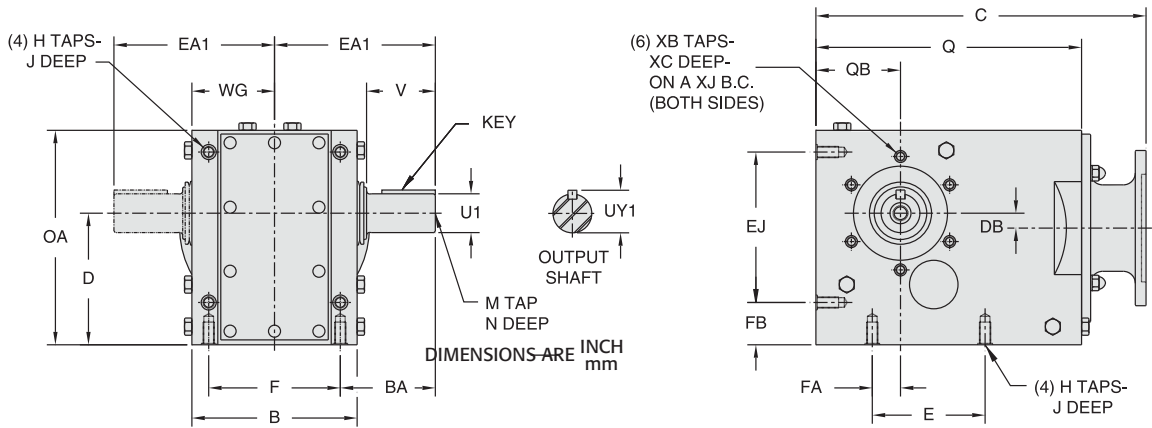 (4) H TAPS-
J DEEP
EA1
EA1
WG
V
KEY
OA
D
U1
UY1
OUTPUT
SHAFT
M TAP
N DEEP
DIMENSIONS ARE INCH
mm
F
BA
B
C
Q
(6) XB TAPS-
XC DEEP-
ON A XJ B.C.
(BOTH SIDES)
QB
EJ
DB
FB
FA
E
(4) H TAPS-
J DEEP